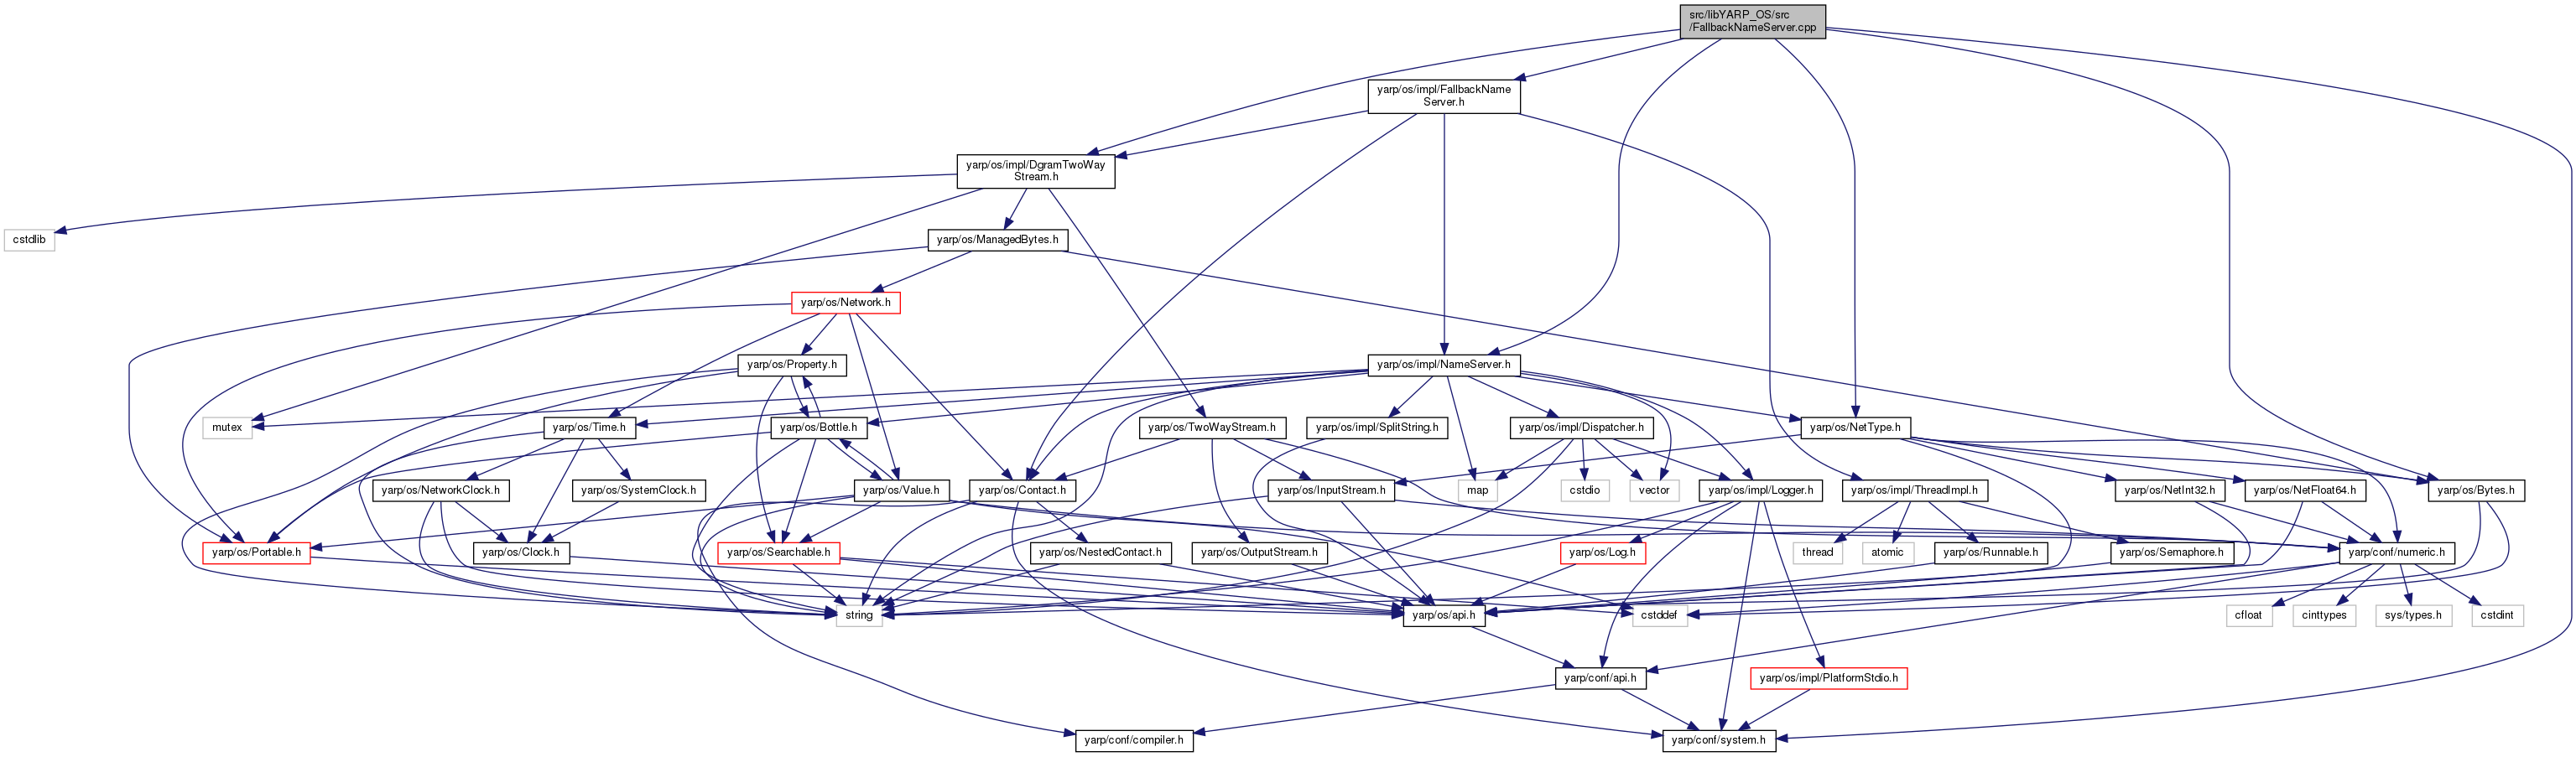 src/libYARP_OS/src
/FallbackNameServer.cpp
yarp/os/impl/FallbackName
Server.h
yarp/os/impl/DgramTwoWay
Stream.h
cstdlib
yarp/os/ManagedBytes.h
yarp/os/Network.h
yarp/os/Property.h
yarp/os/impl/NameServer.h
mutex
yarp/os/Time.h
yarp/os/Bottle.h
yarp/os/TwoWayStream.h
yarp/os/impl/SplitString.h
yarp/os/impl/Dispatcher.h
yarp/os/NetType.h
yarp/os/NetworkClock.h
yarp/os/SystemClock.h
yarp/os/Value.h
yarp/os/Contact.h
yarp/os/InputStream.h
map
cstdio
vector
yarp/os/impl/Logger.h
yarp/os/impl/ThreadImpl.h
yarp/os/NetInt32.h
yarp/os/NetFloat64.h
yarp/os/Bytes.h
yarp/os/Portable.h
yarp/os/Clock.h
yarp/os/Searchable.h
yarp/os/NestedContact.h
yarp/os/OutputStream.h
yarp/os/Log.h
thread
atomic
yarp/os/Runnable.h
yarp/os/Semaphore.h
yarp/conf/numeric.h
string
yarp/os/api.h
cstddef
cfloat
cinttypes
sys/types.h
cstdint
yarp/conf/api.h
yarp/os/impl/PlatformStdio.h
yarp/conf/compiler.h
yarp/conf/system.h